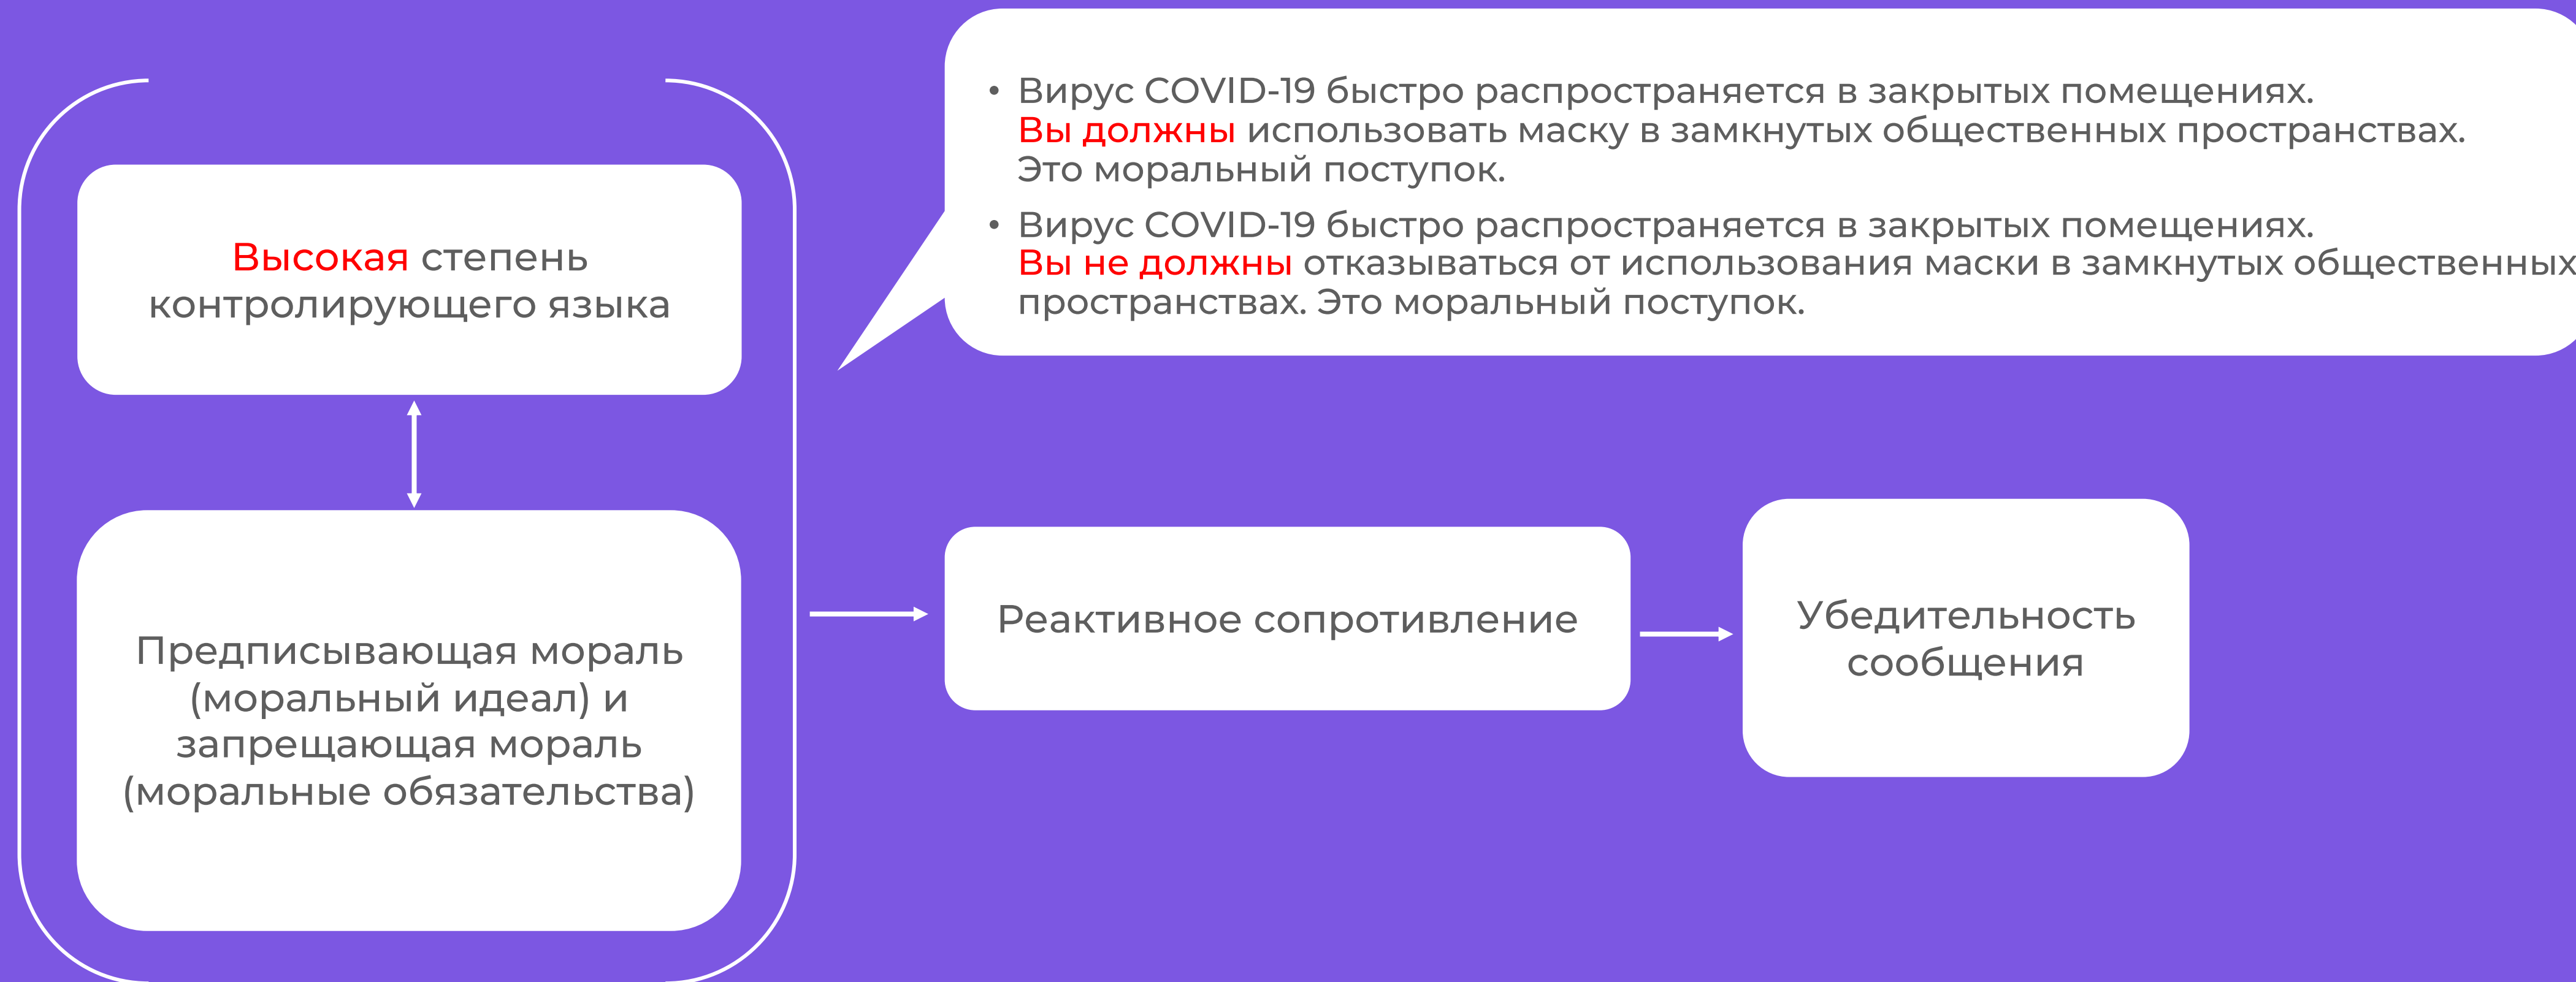 • Вирус COVID-19 быстро распространяется в закрытых помещениях.
Вы должны использовать маску в замкнутых общественных пространствах.
Это моральный поступок.
• Вирус COVID-19 быстро распространяется в закрытых помещениях.
Вы не должны отказываться от использования маски в замкнутых общественных
пространствах. Это моральный поступок.
Высокая степень
контролирующего языка
Предписывающая мораль
(моральный идеал) и
запрещающая мораль
(моральные обязательства)
Реактивное сопротивление
Убедительность
сообщения